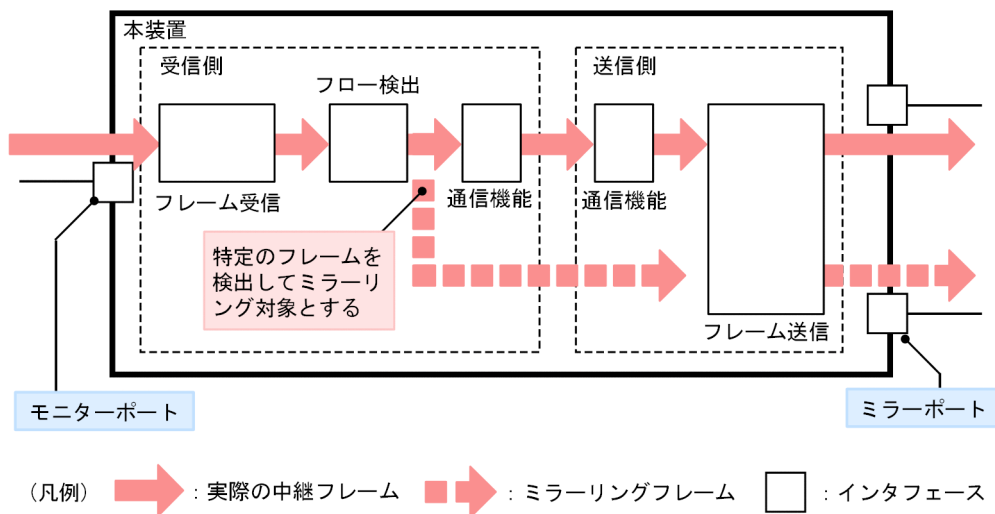 本装置
受信側
送信側
フロー検出
フレーム受信
通信機能
通信機能
特定のフレームを
検出してミラーリ
ング対象とする
フレーム送信
モニターポート
ミラーポート
(凡例)
:実際の中継フレーム
:ミラーリングフレーム
:インタフェース